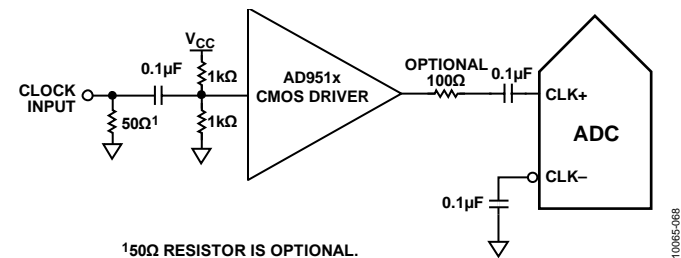 VCC
0.1µF
1kΩ
CLOCK
INPUT
50Ω1
1kΩ
AD951x
CMOS DRIVER
OPTIONAL
100Ω
0.1µF
CLK+
ADC
CLK–
0.1µF
150Ω RESISTOR IS OPTIONAL.
10065-068